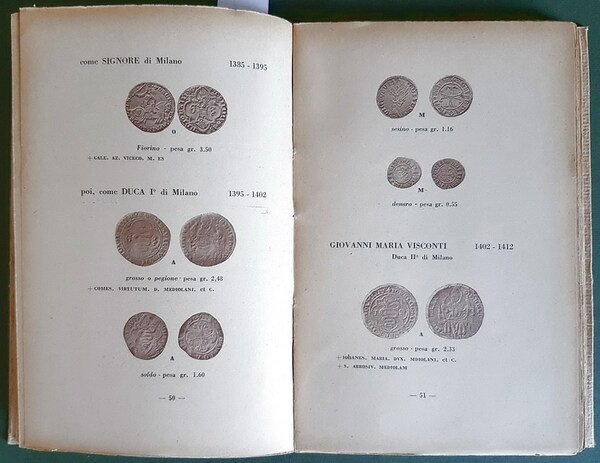 come SIGNORE di Milano 1385 - 1395
O
Fiorino - pesa gr. 3.50
+ GALE. AZ. VICECO. M. ES
poi, come DUCA I° di Milano 1395 - 1402
A
grosso o pegione - pesa gr. 2,48
+ COMES. VIRTUTUM. D. MEDIOLANI. et C.
A
soldo - pesa gr. 1.60
— 50 —
M
sesino - pesa gr. 1.16
M
denaro - pesa gr. 0.55
GIOVANNI MARIA VISCONTI 1402 - 1412
Duca II° di Milano
A
grosso - pesa gr. 2,33
+ IOHANES. MARIA. DVX. MDIOLANI, et C.
+ S. ABROSIV. MEDIOLAM
— 51 —